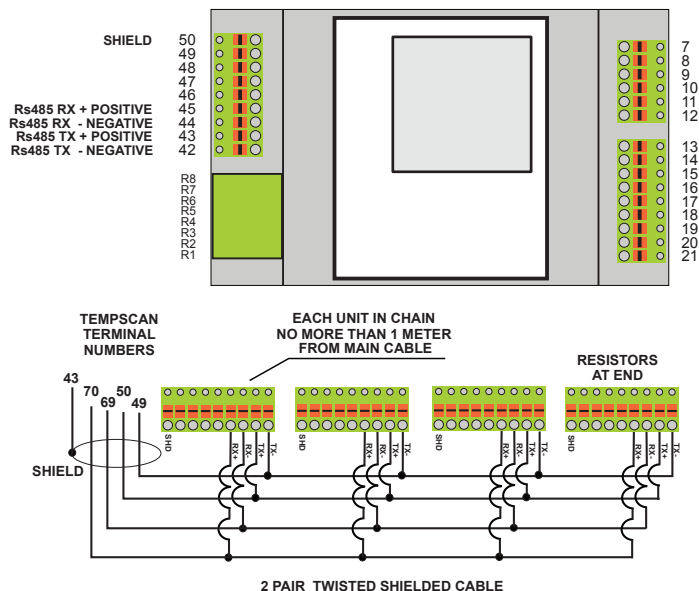 SHIELD 50
49
48
47
46
Rs485 RX + POSITIVE 45
Rs485 RX - NEGATIVE 44
Rs485 TX + POSITIVE 43
Rs485 TX - NEGATIVE 42
R8
R7
R6
R5
R4
R3
R2
R1
7
8
9
10
11
12
13
14
15
16
17
18
19
20
21
TEMPSCAN
TERMINAL
NUMBERS
EACH UNIT IN CHAIN
NO MORE THAN 1 METER
FROM MAIN CABLE
RESISTORS
AT END
43
70
69
50
49
SHIELD
SHD
RX+
RX-
TX+
TX-
SHD
RX+
RX-
TX+
TX-
SHD
RX+
RX-
TX+
TX-
SHD
RX+
RX-
TX+
TX-
2 PAIR TWISTED SHIELDED CABLE